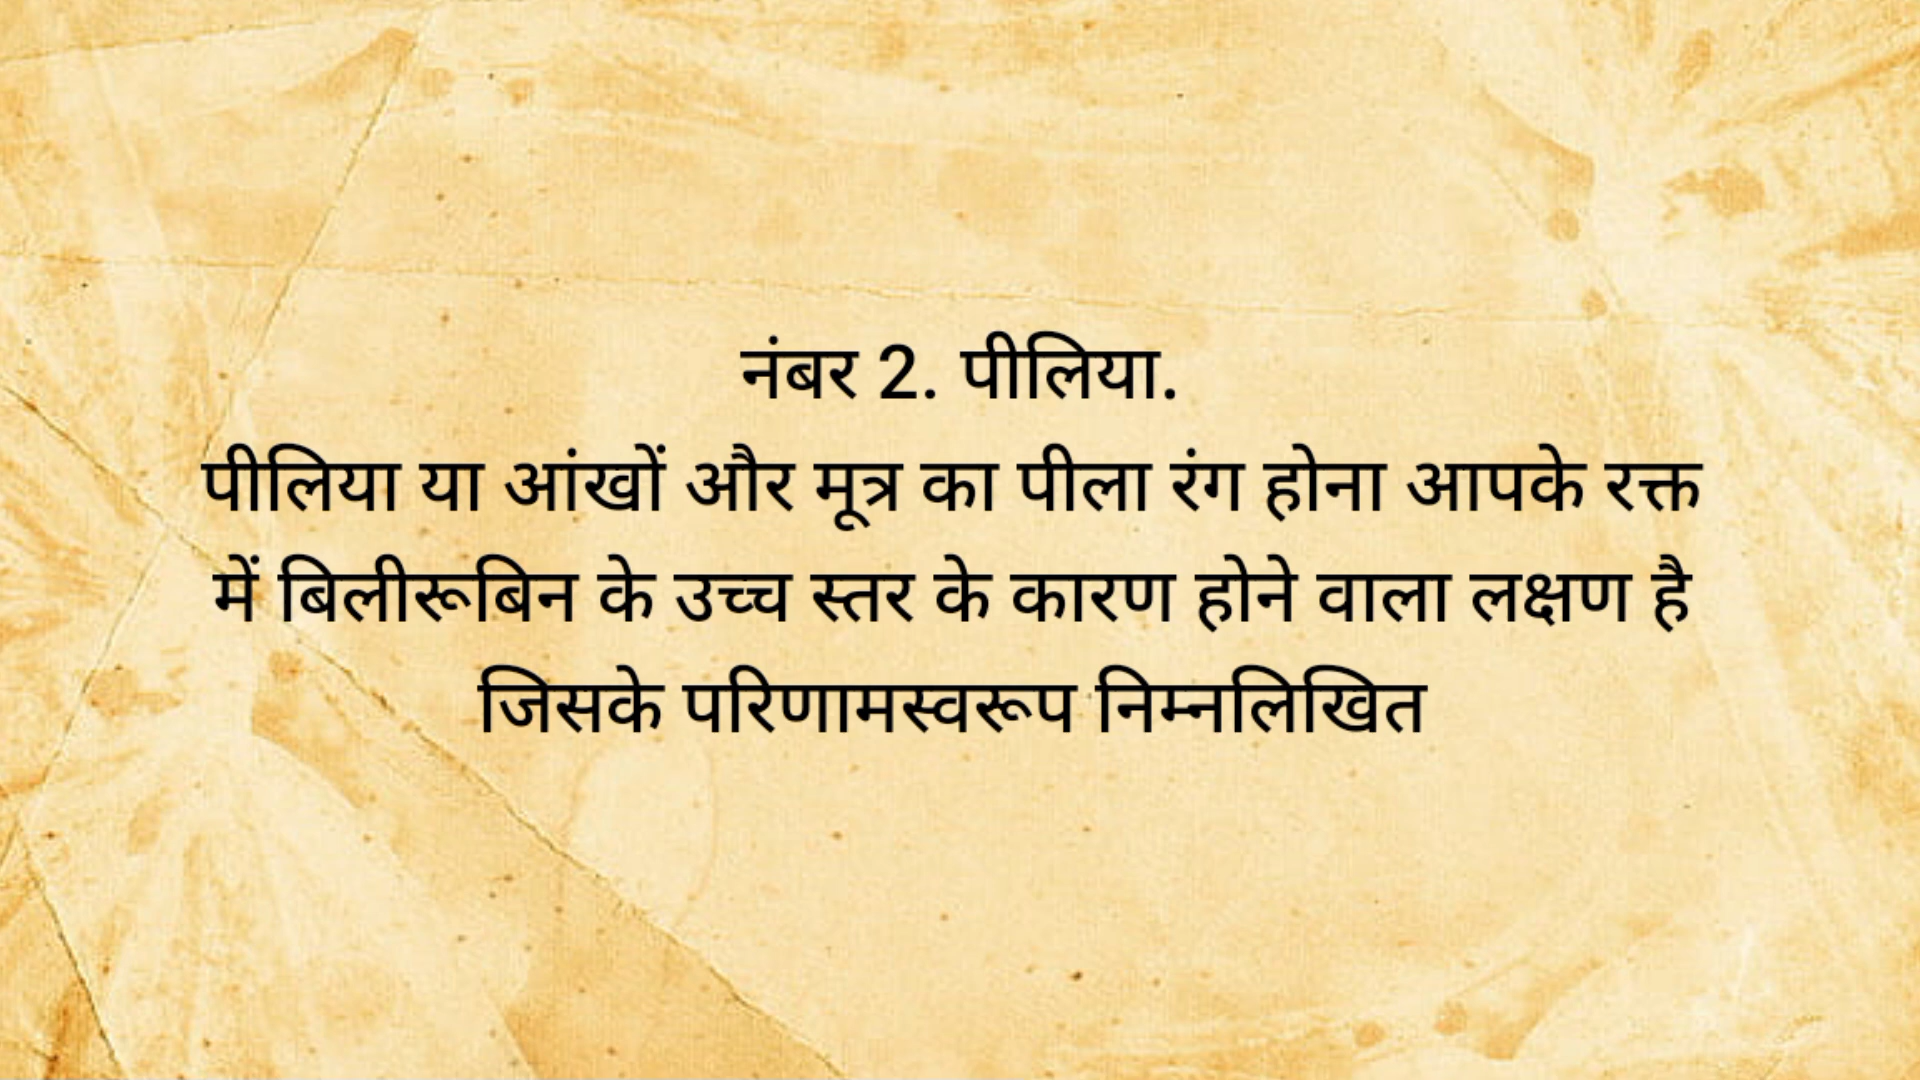 नंबर 2. पीलिया.
पीलिया या आंखों और मूत्र का पीला रंग होना आपके रक्त
में बिलीरूबिन के उच्च स्तर के कारण होने वाला लक्षण है
जिसके परिणामस्वरूप निम्नलिखित